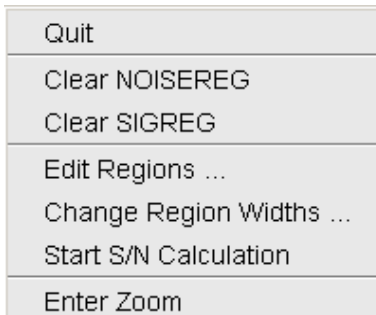 Quit
Clear NOISEREG
Clear SIGREG
Edit Regions ...
Change Region Widths ...
Start S/N Calculation
Enter Zoom